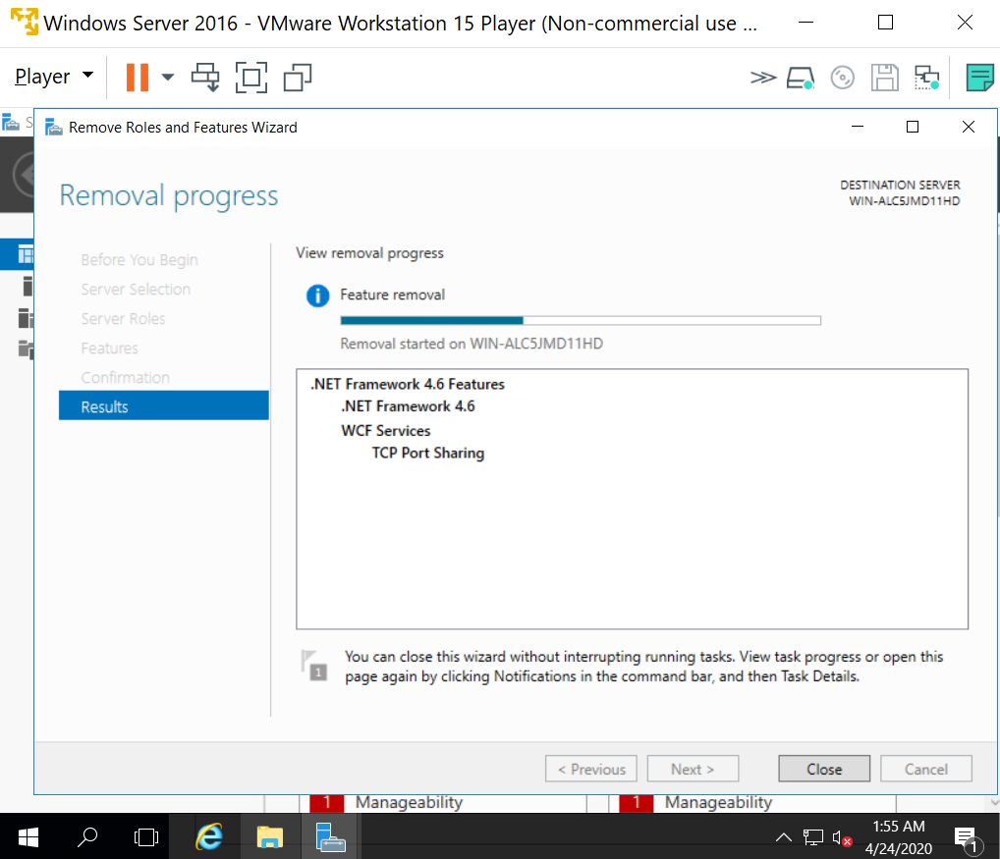 Windows Server 2016 - VMware Workstation 15 Player (Non-commercial use ...
Player
S
Remove Roles and Features Wizard
Removal progress
DESTINATION SERVER
WIN-ALC5JMD11HD
Before You Begin
Server Selection
Server Roles
Features
Confirmation
Results
View removal progress
Feature removal
Removal started on WIN-ALC5JMD11HD
.NET Framework 4.6 Features
.NET Framework 4.6
WCF Services
TCP Port Sharing
1
You can close this wizard without interrupting running tasks. View task progress or open this
page again by clicking Notifications in the command bar, and then Task Details.
< Previous
Next >
Close
Cancel
1 Manageability
1 Manageability
1:55 AM
4/24/2020
1